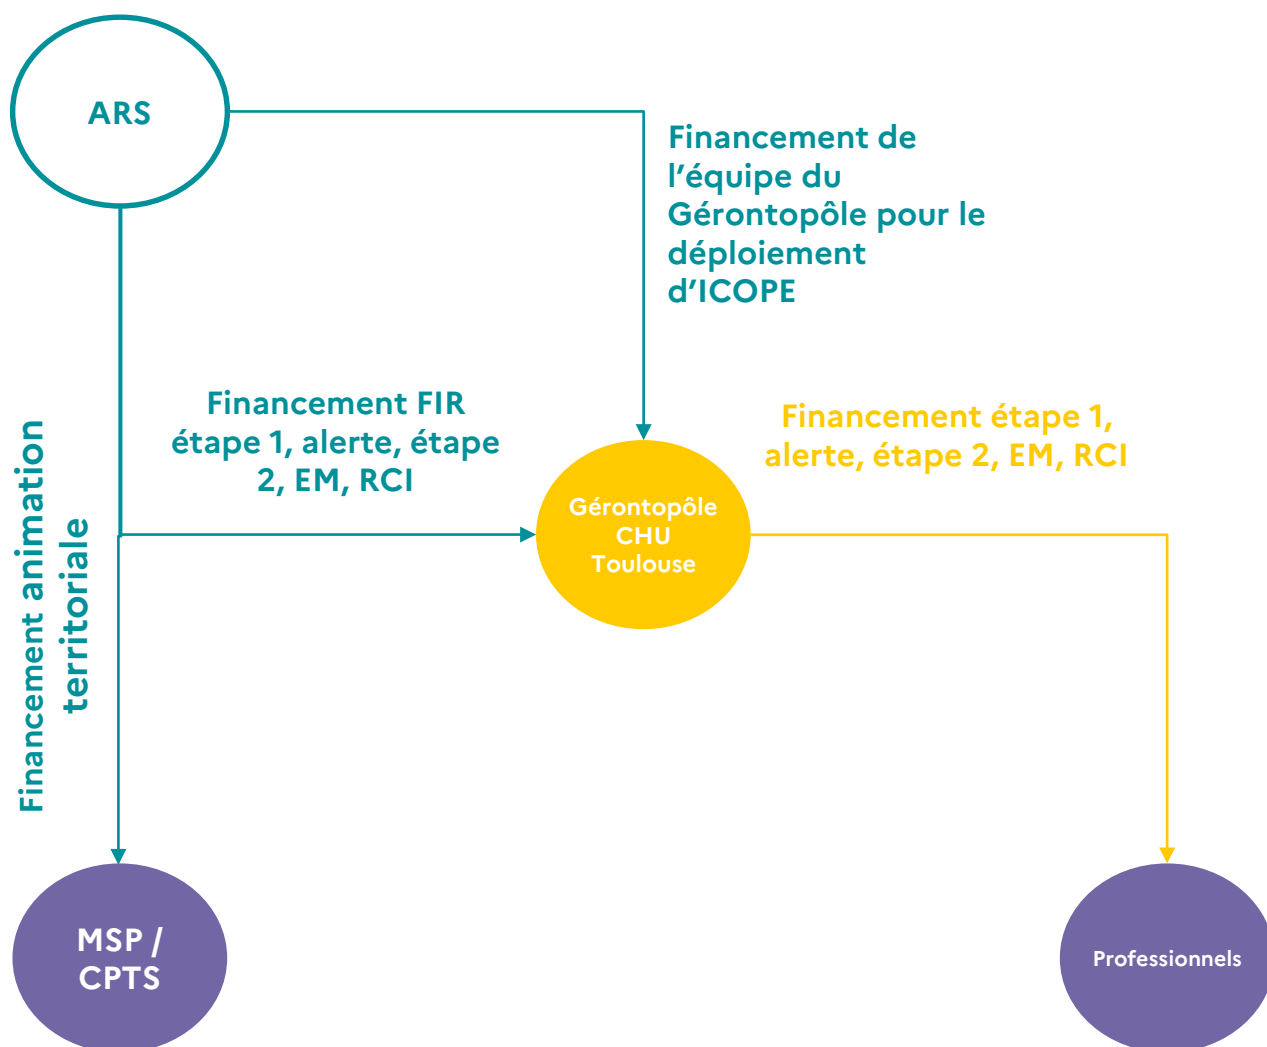 ARS
Financement de
l’équipe du
Gérontopôle pour le
déploiement
d’ICOPE
Financement FIR
étape 1, alerte, étape
2, EM, RCI
Financement étape 1,
alerte, étape 2, EM, RCI
Financement animation
territoriale
Gérontopôle
CHU
Toulouse
MSP /
CPTS
Professionnels